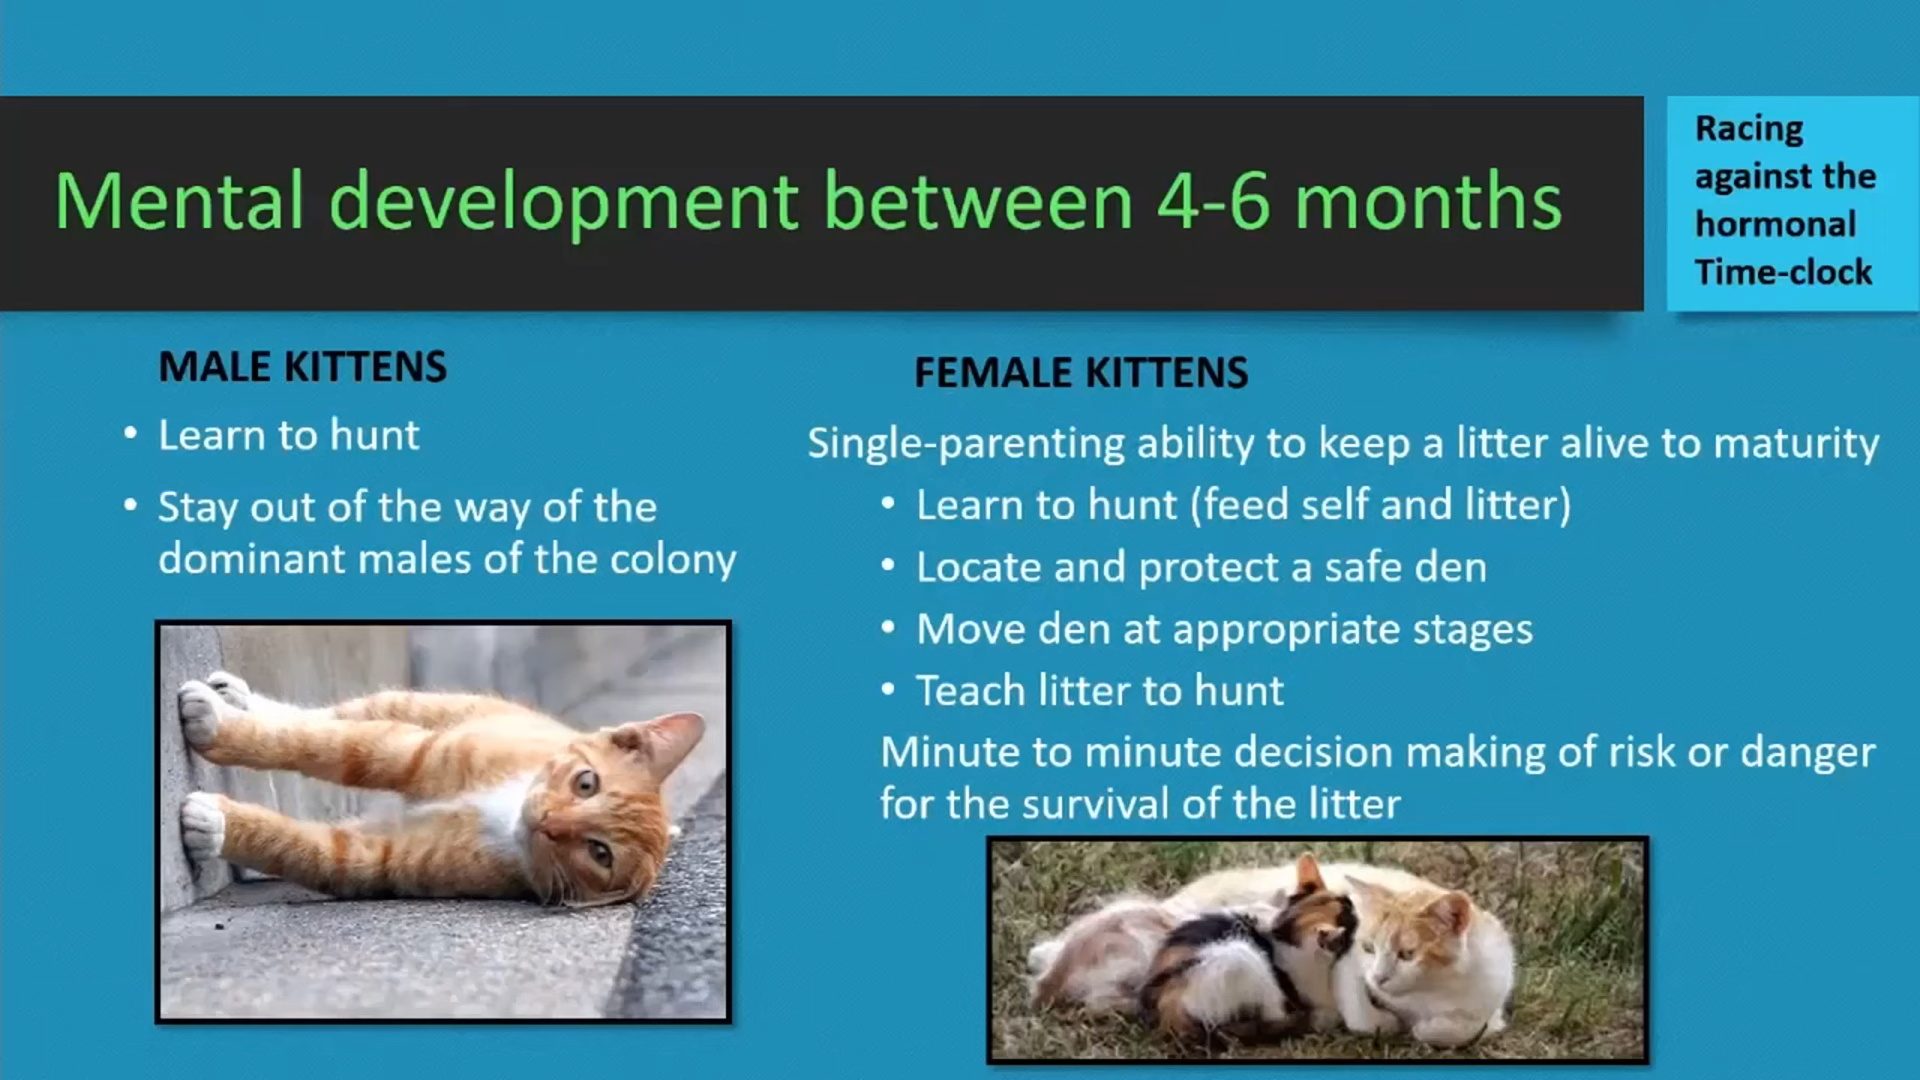 Mental development between 4-6 months
Racing
against the
hormonal
Time-clock
MALE KITTENS
• Learn to hunt
• Stay out of the way of the
dominant males of the colony
FEMALE KITTENS
Single-parenting ability to keep a litter alive to maturity
• Learn to hunt (feed self and litter)
• Locate and protect a safe den
• Move den at appropriate stages
• Teach litter to hunt
Minute to minute decision making of risk or danger
for the survival of the litter